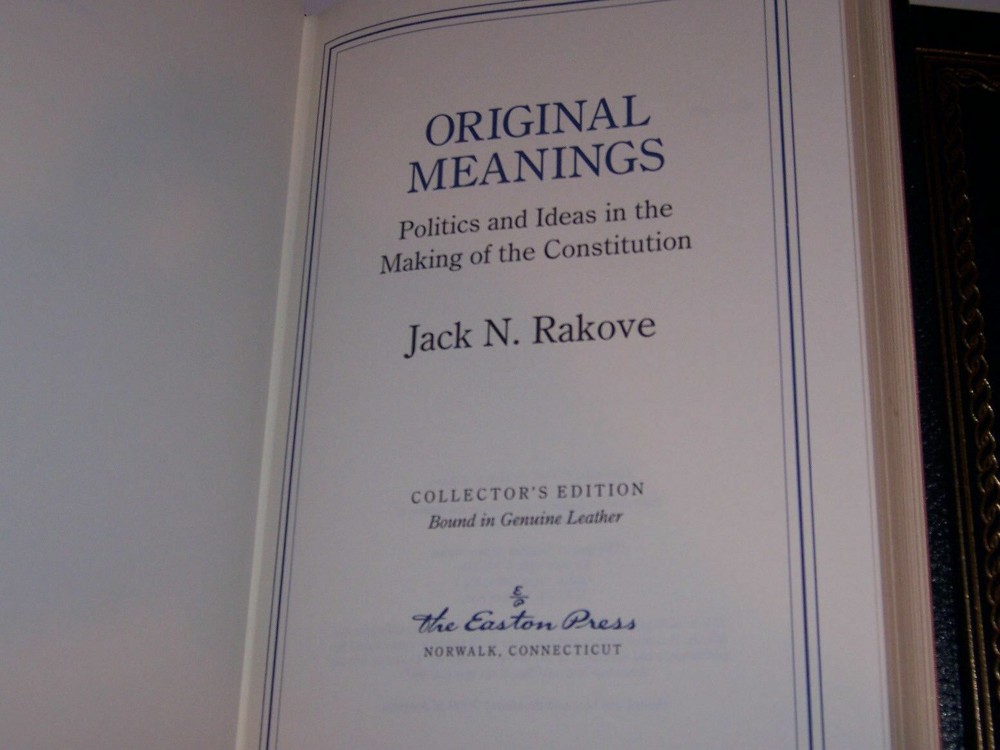 ORIGINAL
MEANINGS
Politics and Ideas in the
Making of the Constitution
Jack N. Rakove
COLLECTOR'S EDITION
Bound in Genuine Leather
the Easton Press
NORWALK, CONNECTICUT